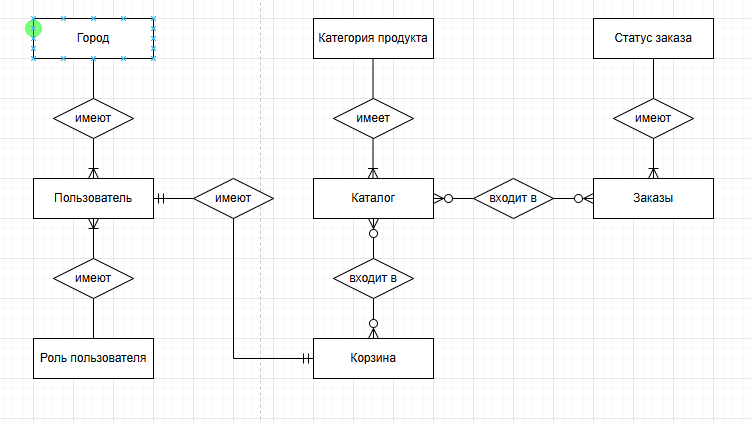 Город
Категория продукта
Статус заказа
имеют
имеет
имеют
Пользователь
имеют
Каталог
входит в
Заказы
имеют
входит в
Роль пользователя
Корзина